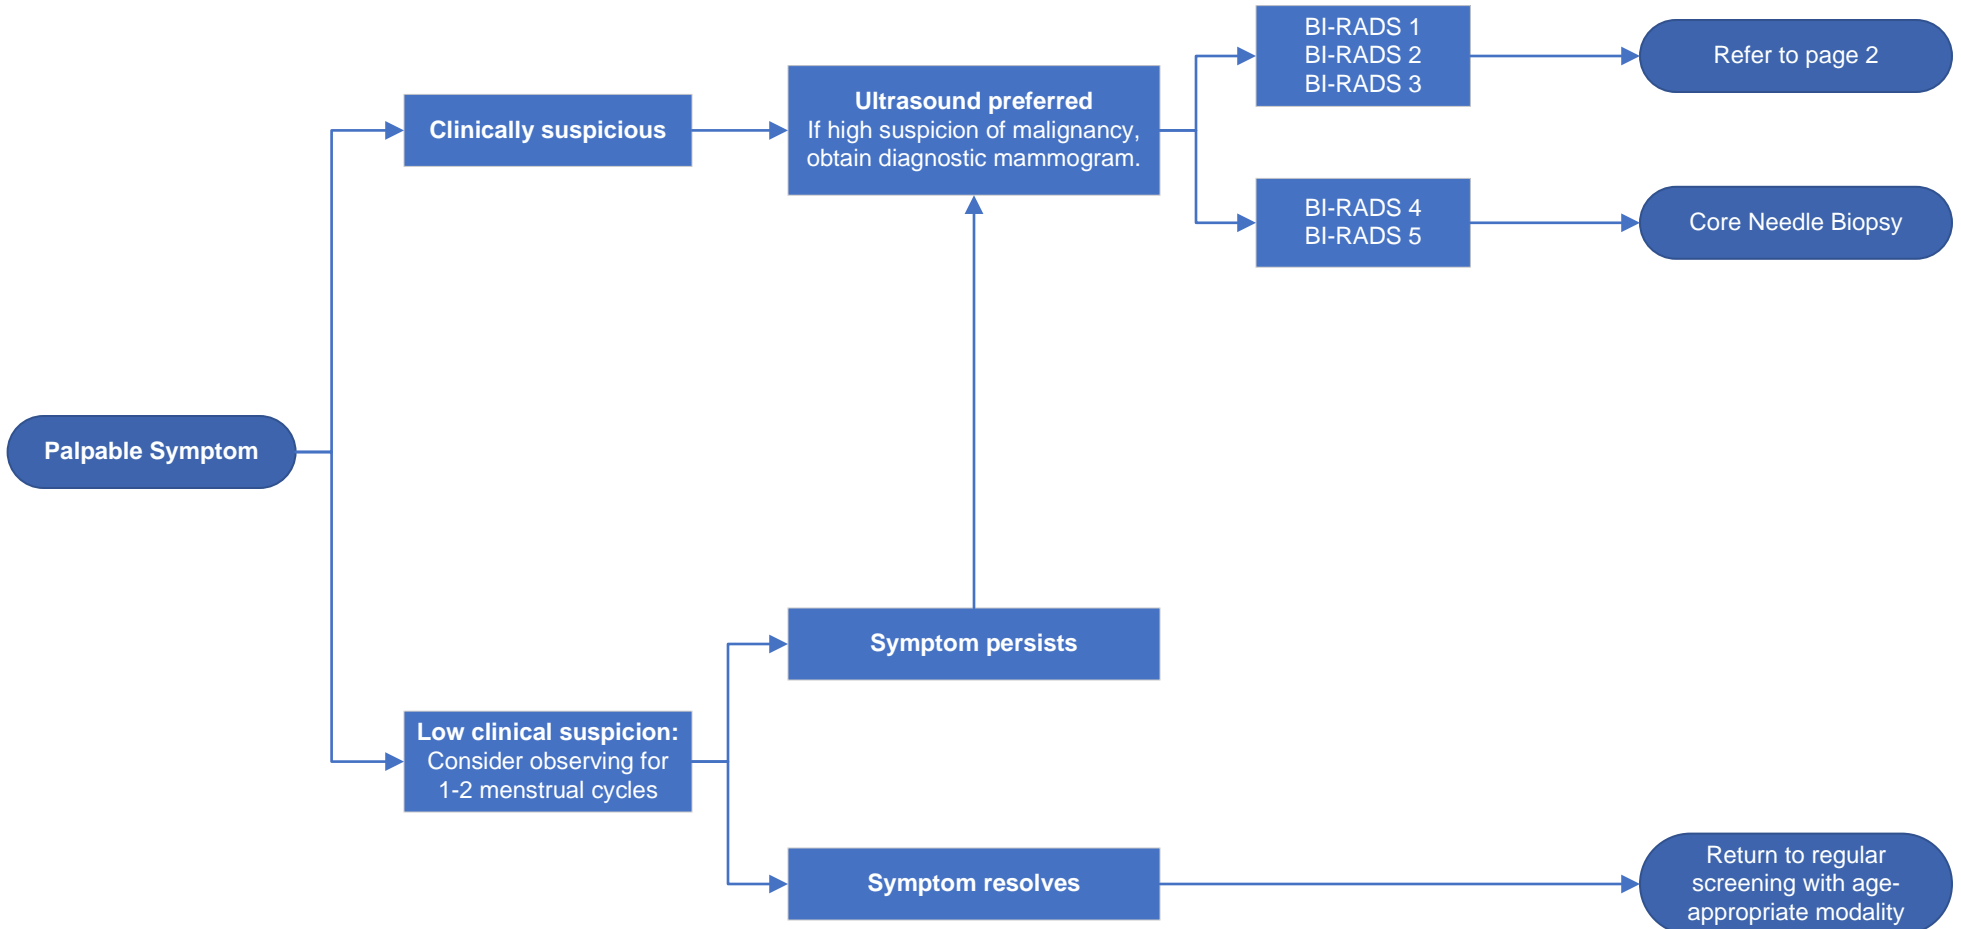 BI-RADS 1
BI-RADS 2
BI-RADS 3
Refer to page 2
Ultrasound preferred
If high suspicion of malignancy,
obtain diagnostic mammogram.
Clinically suspicious
BI-RADS 4
BI-RADS 5
Core Needle Biopsy
Palpable Symptom
Symptom persists
Low clinical suspicion:
Consider observing for
1-2 menstrual cycles
Symptom resolves
Return to regular
screening with age-
appropriate modality